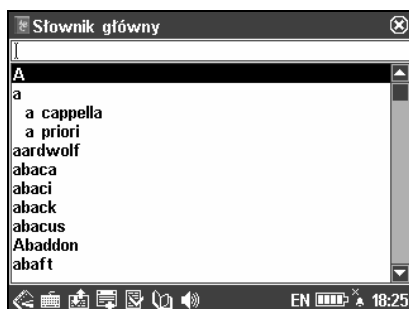 Słownik główny
A
a
a cappella
a priori
aardwolf
abaca
abaci
aback
abacus
Abaddon
abaft
EN 18:25